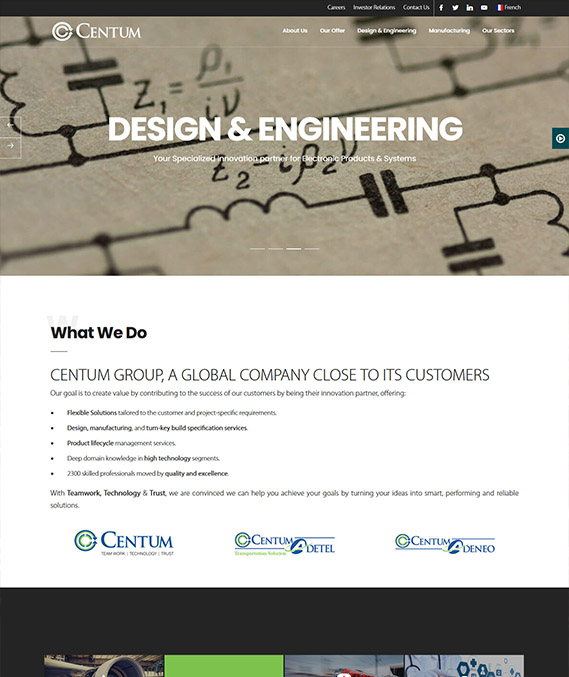 Careers Investor Relations Contact Us French
CENTUM
About Us Our Offer Design & Engineering Manufacturing Our Sectors
DESIGN & ENGINEERING
Your Specialized innovation partner for Electronic Products & Systems
W
What We Do
CENTUM GROUP, A GLOBAL COMPANY CLOSE TO ITS CUSTOMERS
Our goal is to create value by contributing to the success of our customers by being their innovation partner, offering:
• Flexible Solutions tailored to the customer and project-specific requirements.
• Design, manufacturing, and turn-key build specification services.
• Product lifecycle management services.
• Deep domain knowledge in high technology segments.
• 2300 skilled professionals moved by quality and excellence.
With Teamwork, Technology & Trust, we are convinced we can help you achieve your goals by turning your ideas into smart, performing and reliable
solutions.
CENTUM
TEAM WORK | TECHNOLOGY | TRUST
CENTUM ADETEL
Transportation Solution
CENTUM ADENEO